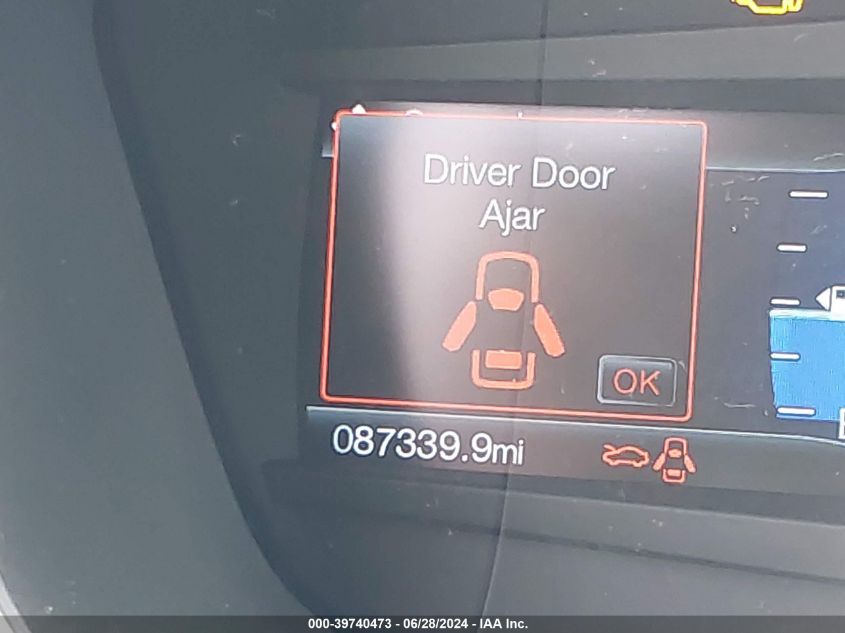 Driver Door
Ajar
OK
087339.9mi
000-39740473 - 06/28/2024 - IAA Inc.